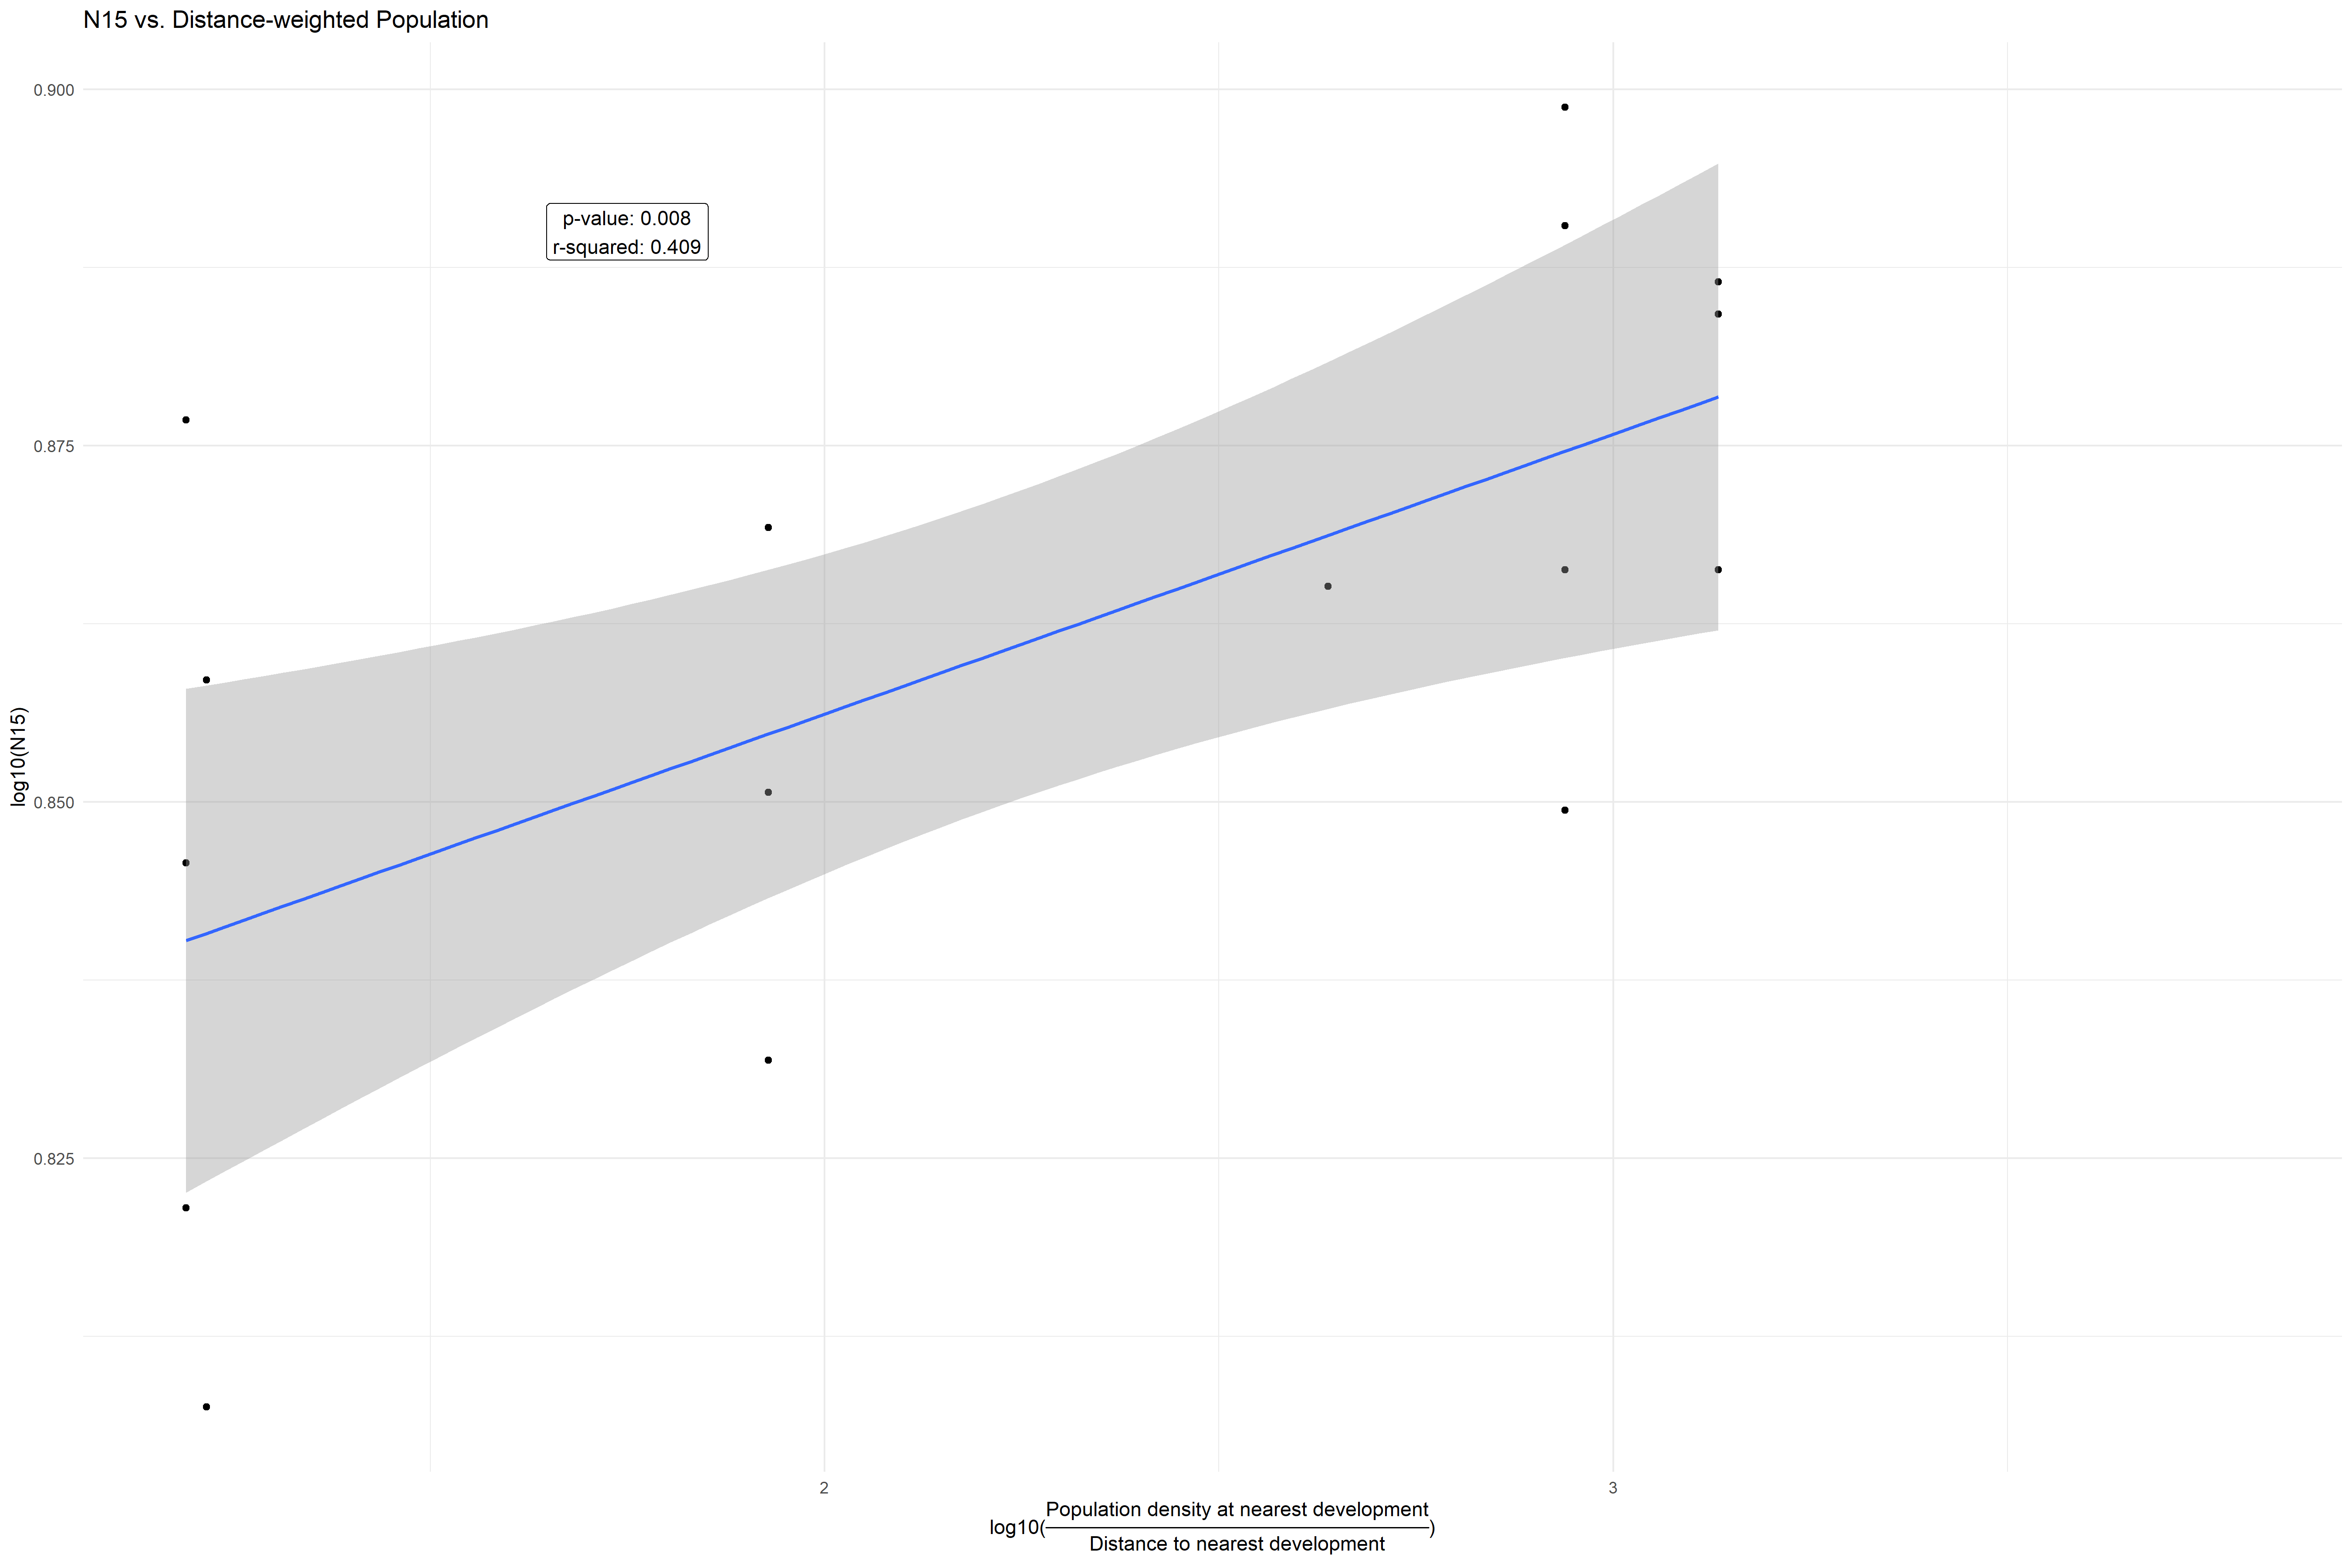 N15 vs. Distance-weighted Population
0.900
p-value: 0.008
r-squared: 0.409
0.875
log10(N15)
0.850
0.825
2
3
Population density at nearest development
log10( )
Distance to nearest development